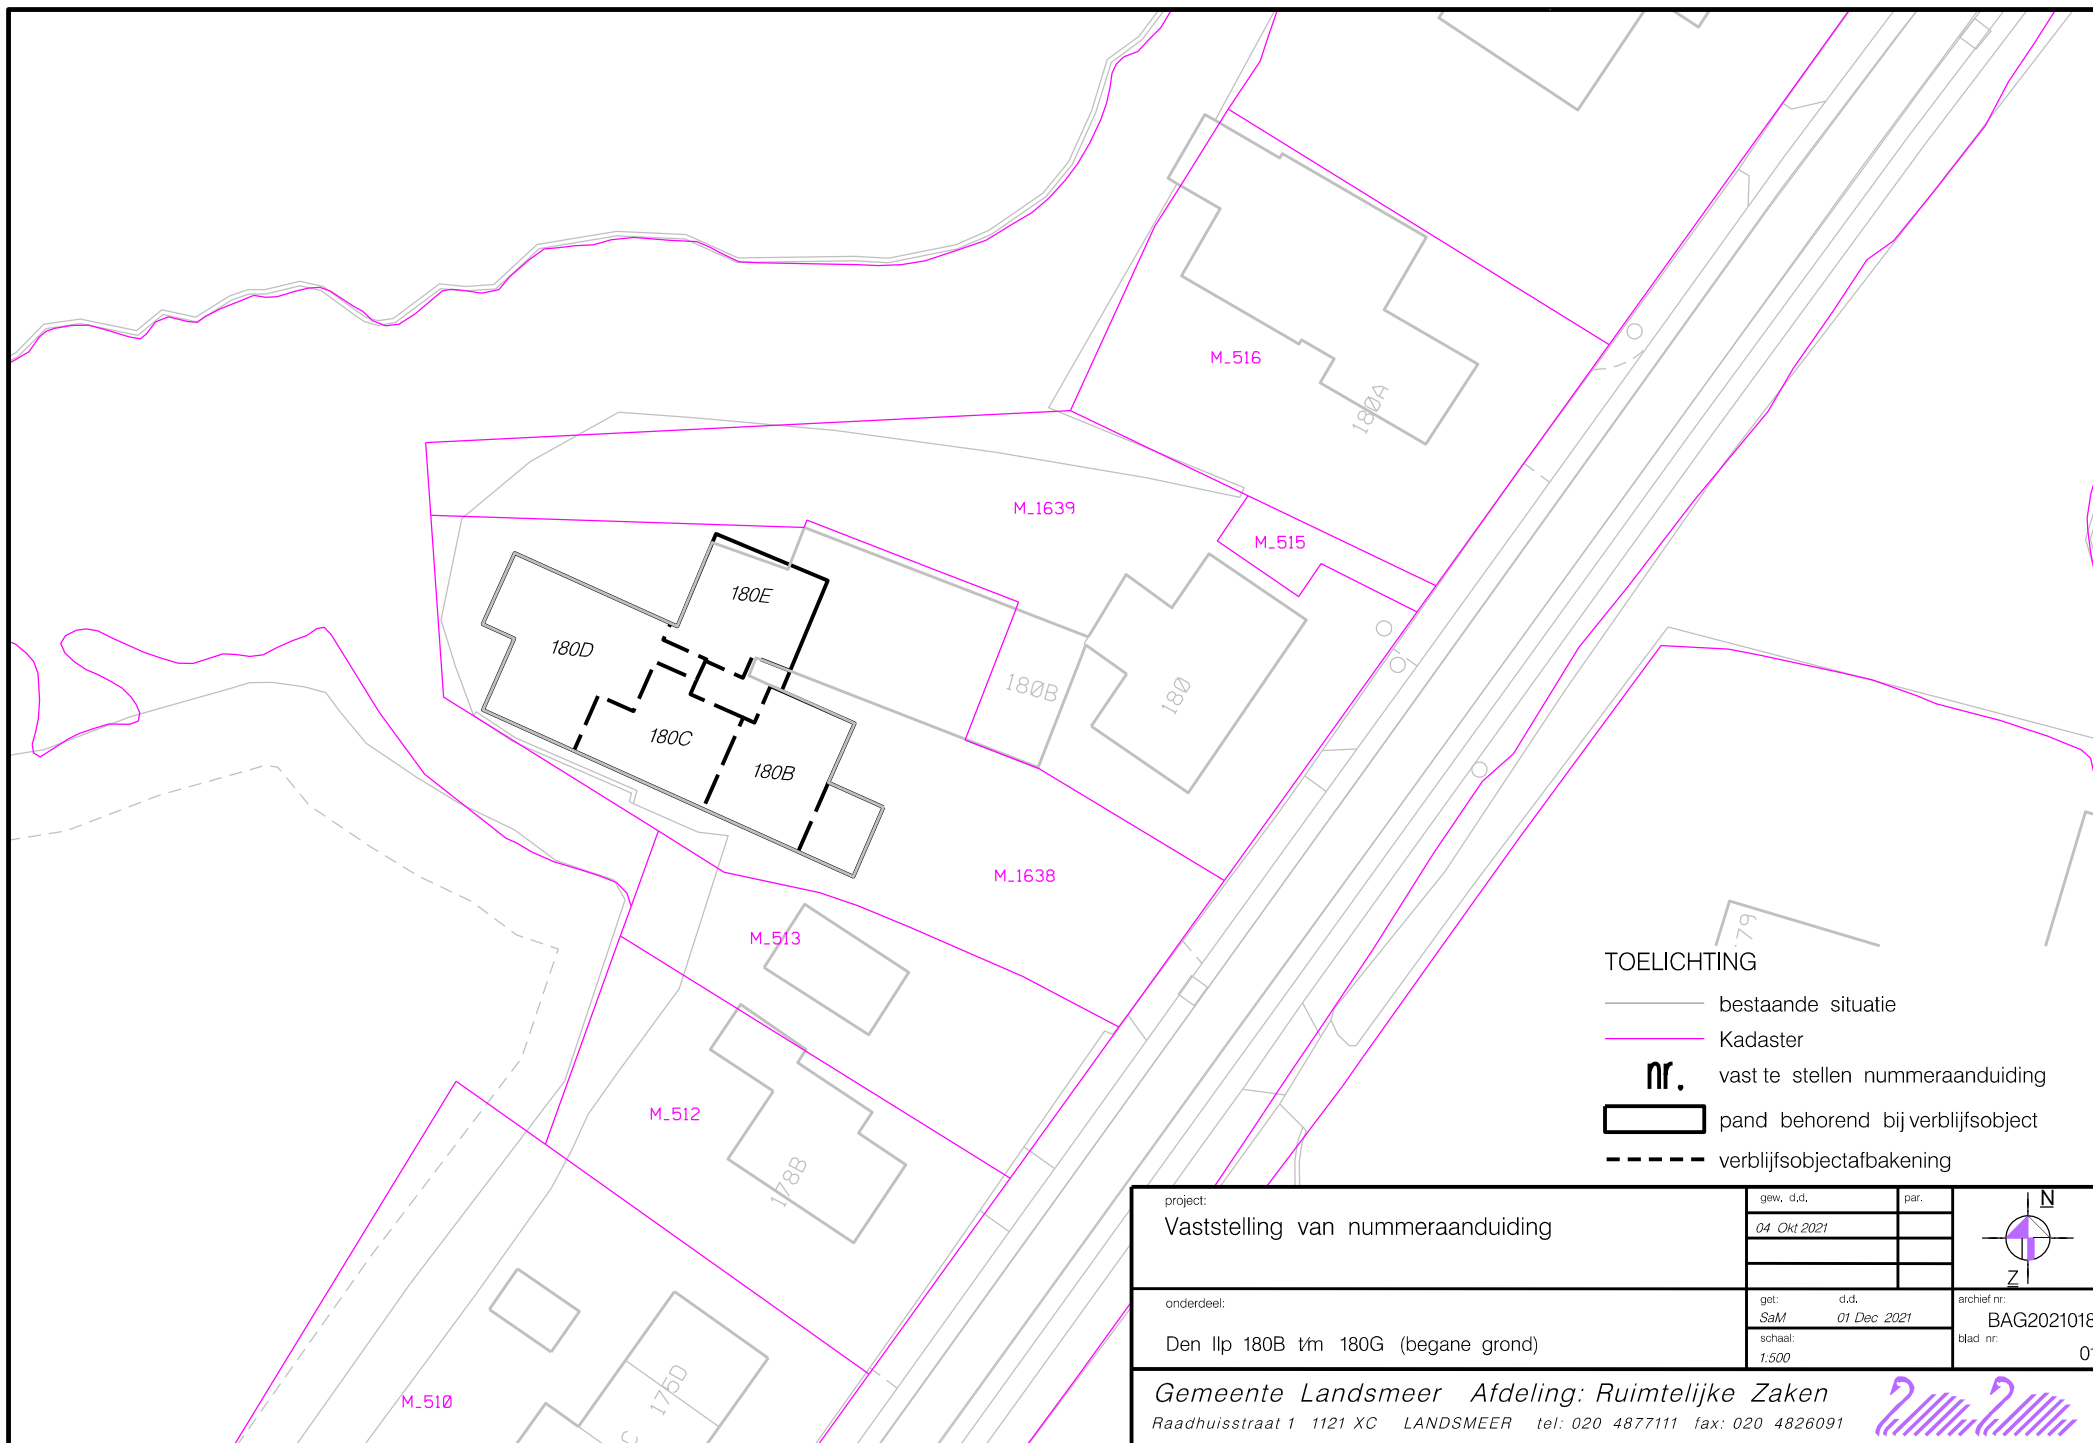 M_516
180A
M_1639
M_515
180E
180D
180B
180
180C
180B
M_1638
M_513
179
M_512
178B
175D
C
M_510
TOELICHTING
bestaande situatie
Kadaster
nr. vast te stellen nummeraanduiding
pand behorend bij verblijfsobject
verblijfsobjectafbakening
project:
Vaststelling van nummeraanduiding
gew. d.d. par.
04 Okt 2021
N
Z
onderdeel:
Den Ilp 180B t/m 180G (begane grond)
get: d.d.
SaM 01 Dec 2021
schaal:
1:500
archief nr:
BAG2021018
blad nr:
01
Gemeente Landsmeer Afdeling: Ruimtelijke Zaken
Raadhuisstraat 1 1121 XC LANDSMEER tel: 020 4877111 fax: 020 4826091